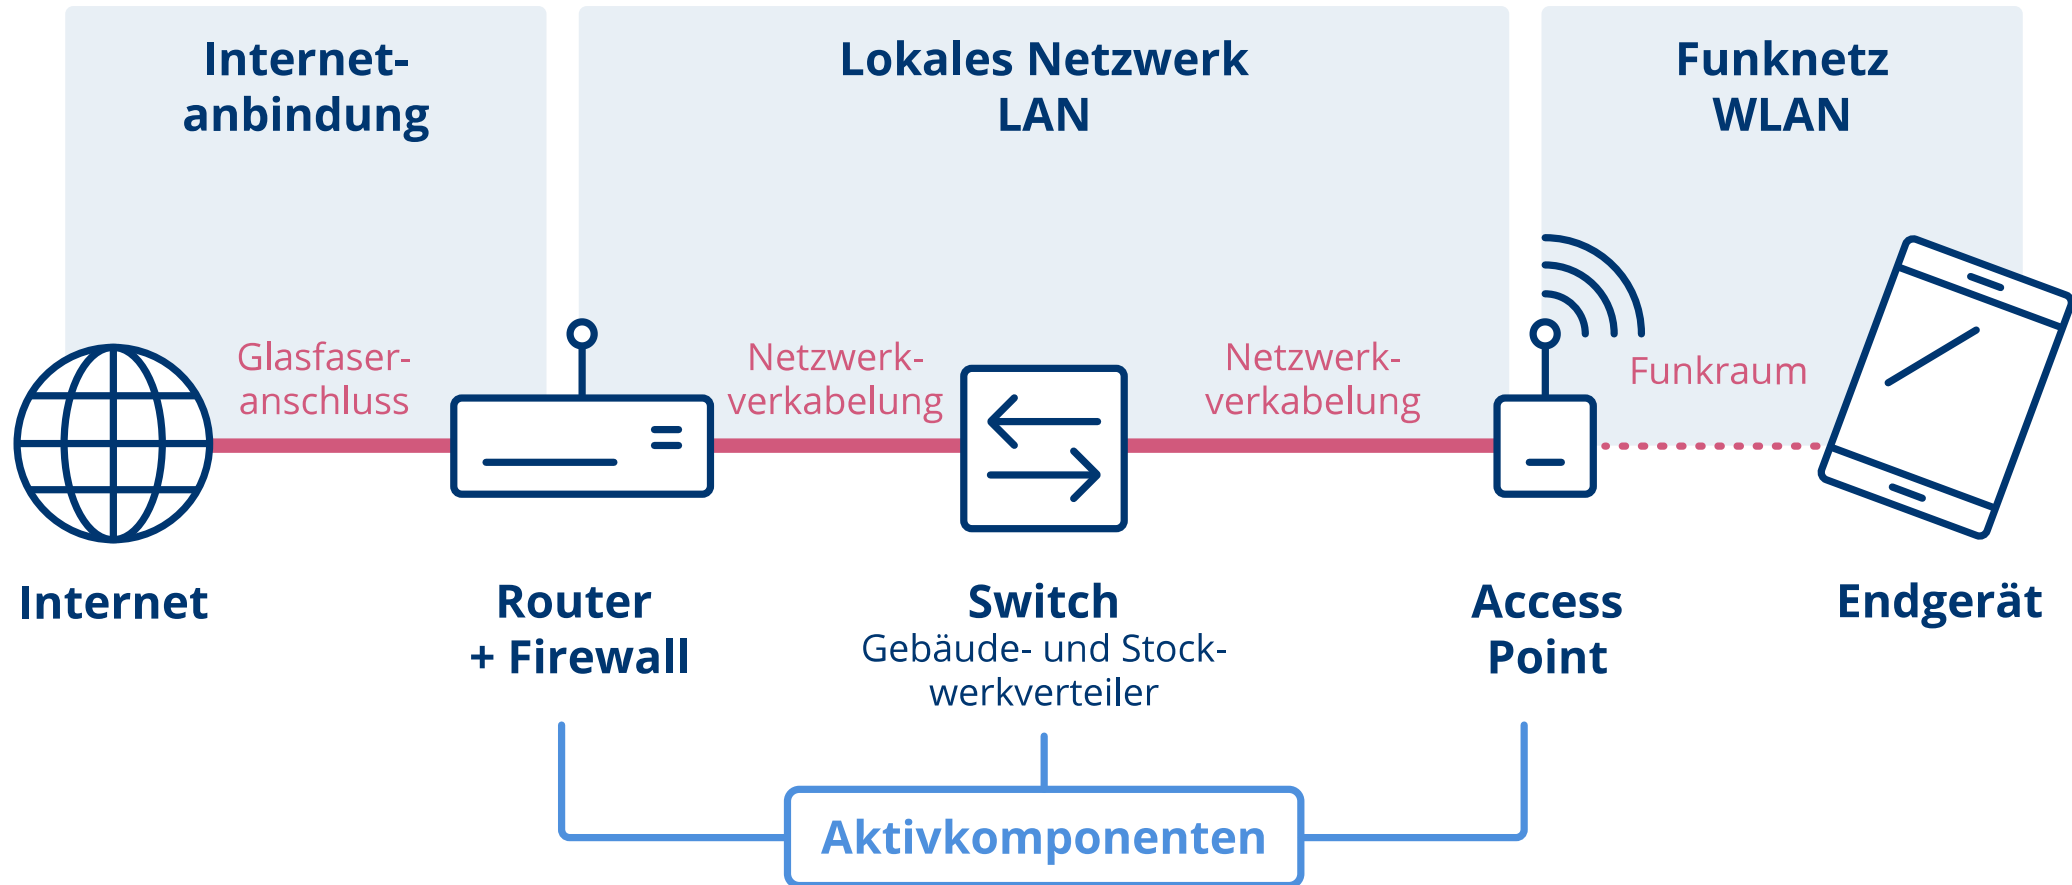 Internet-
anbindung
Lokales Netzwerk
LAN
Funknetz
WLAN
Glasfaser-
anschluss
Netzwerk-
verkabelung
Netzwerk-
verkabelung
Funkraum
Internet
Router
+ Firewall
Switch
Gebäude- und Stock-
werkverteiler
Access
Point
Endgerät
Aktivkomponenten